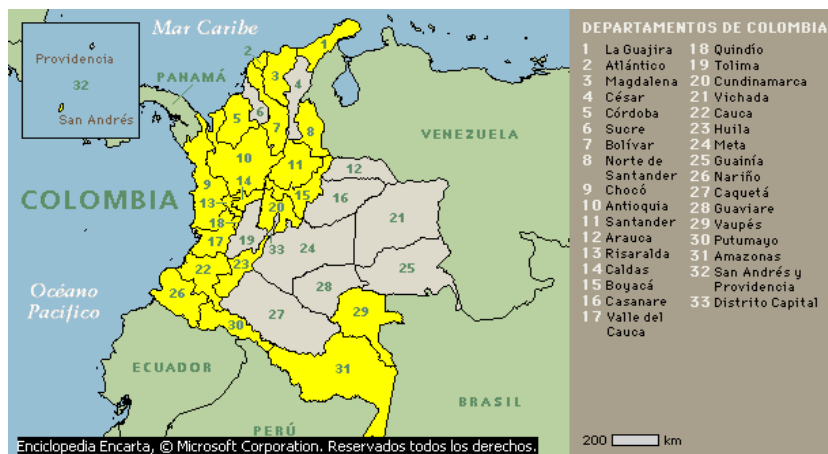 Mar Caribe
Providencia
32
San Andrés
PANAMÁ
VENEZUELA
COLOMBIA
Océano
Pacifico
ECUADOR
PERÚ
BRASIL
1
2
3
4
5
6
7
8
9
10
11
12
13
14
15
16
17
18
19
20
21
22
23
24
25
26
27
28
29
30
31
33
Enciclopedia Encarta, © Microsoft Corporation. Reservados todos los derechos.
DEPARTAMENTOS DE COLOMBIA
1 La Guajira
2 Atlántico
3 Magdalena
4 César
5 Córdoba
6 Sucre
7 Bolívar
8 Norte de
Santander
9 Chocó
10 Antioquia
11 Santander
12 Arauca
13 Risaralda
14 Caldas
15 Boyacá
16 Casanare
17 Valle del
Cauca
18 Quindío
19 Tolima
20 Cundinamarca
21 Vichada
22 Cauca
23 Huila
24 Meta
25 Guainía
26 Nariño
27 Caquetá
28 Guaviare
29 Vaupés
30 Putumayo
31 Amazonas
32 San Andrés y
Providencia
33 Distrito Capital
200 km